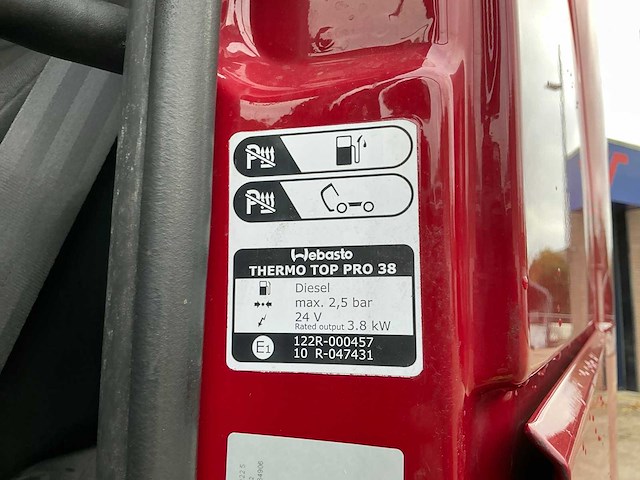 Webasto
THERMO TOP PRO 38
Diesel
max. 2,5 bar
24 V
Rated output 3.8 kW
E1 122R-000457
10 R-047431